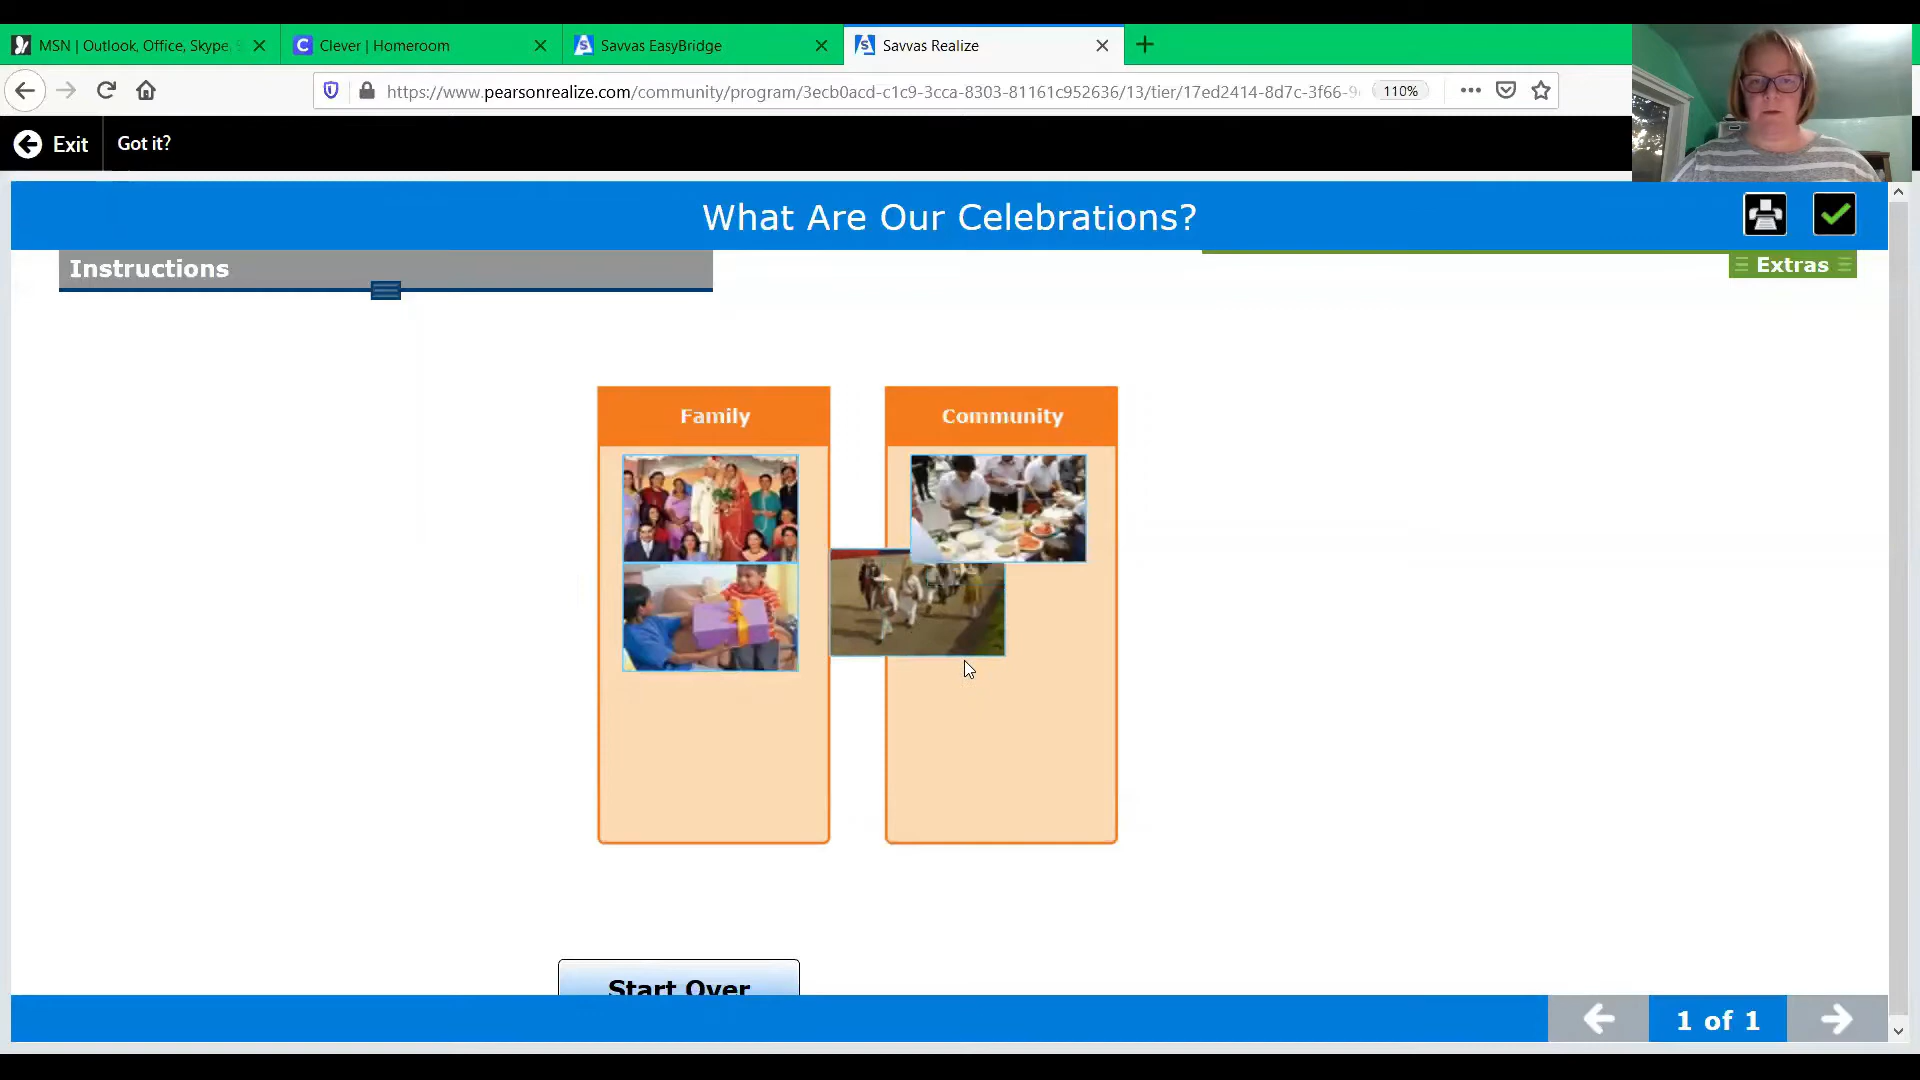 MSN | Outlook, Office, Skype,
Clever | Homeroom
Savvas EasyBridge
Savvas Realize
https://www.pearsonrealize.com/community/program/3ecb0acd-c1c9-3cca-8303-81161c952636/13/tier/17ed2414-8d7c-3f66-9
110%
Exit
Got it?
What Are Our Celebrations?
Instructions
Extras
Family
Community
Start Over
1 of 1